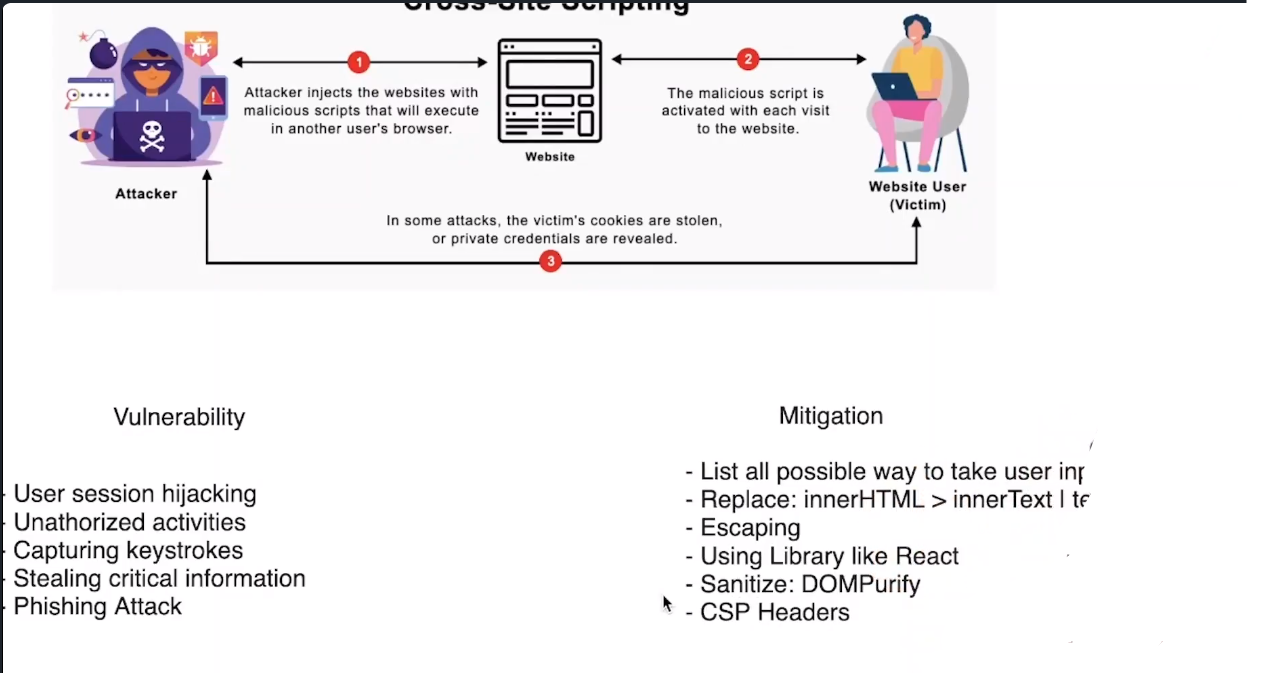 Cross-Site Scripting
1
2
Attacker injects the websites with
malicious scripts that will execute
in another user's browser.
The malicious script is
activated with each visit
to the website.
Website
Attacker
Website User
(Victim)
In some attacks, the victim's cookies are stolen,
or private credentials are revealed.
3
Vulnerability
- User session hijacking
- Unathorized activities
- Capturing keystrokes
- Stealing critical information
- Phishing Attack
Mitigation
- List all possible way to take user inp
- Replace: innerHTML > innerText | te
- Escaping
- Using Library like React
- Sanitize: DOMPurify
- CSP Headers